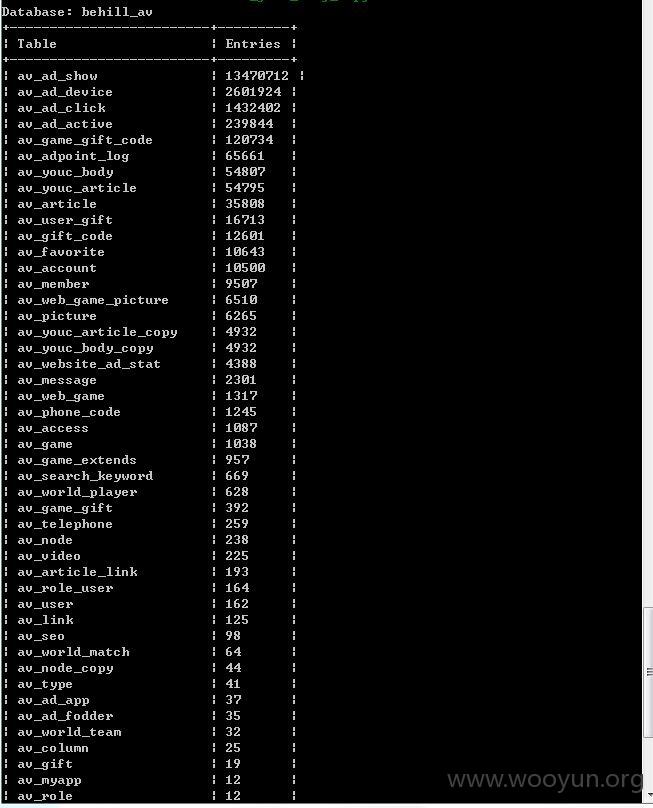 Database: behill_av
+--------------------------+----------+
| Table | Entries |
+--------------------------+----------+
| av_ad_show | 13470712 |
| av_ad_device | 2601924 |
| av_ad_click | 1432402 |
| av_ad_active | 239844 |
| av_game_gift_code | 120734 |
| av_adpoint_log | 65661 |
| av_youc_body | 54807 |
| av_youc_article | 54795 |
| av_article | 35808 |
| av_user_gift | 16713 |
| av_gift_code | 12601 |
| av_favorite | 10643 |
| av_account | 10500 |
| av_member | 9507 |
| av_web_game_picture | 6510 |
| av_picture | 6265 |
| av_youc_article_copy | 4932 |
| av_youc_body_copy | 4932 |
| av_website_ad_stat | 4388 |
| av_message | 2301 |
| av_web_game | 1317 |
| av_phone_code | 1245 |
| av_access | 1087 |
| av_game | 1038 |
| av_game_extends | 957 |
| av_search_keyword | 669 |
| av_world_player | 628 |
| av_game_gift | 392 |
| av_telephone | 259 |
| av_node | 238 |
| av_video | 225 |
| av_article_link | 193 |
| av_role_user | 164 |
| av_user | 162 |
| av_link | 125 |
| av_seo | 98 |
| av_world_match | 64 |
| av_node_copy | 44 |
| av_type | 41 |
| av_ad_app | 37 |
| av_ad_fodder | 35 |
| av_world_team | 32 |
| av_column | 25 |
| av_gift | 19 |
| av_myapp | 12 |
| av_role | 12 |
www.wooyun.org